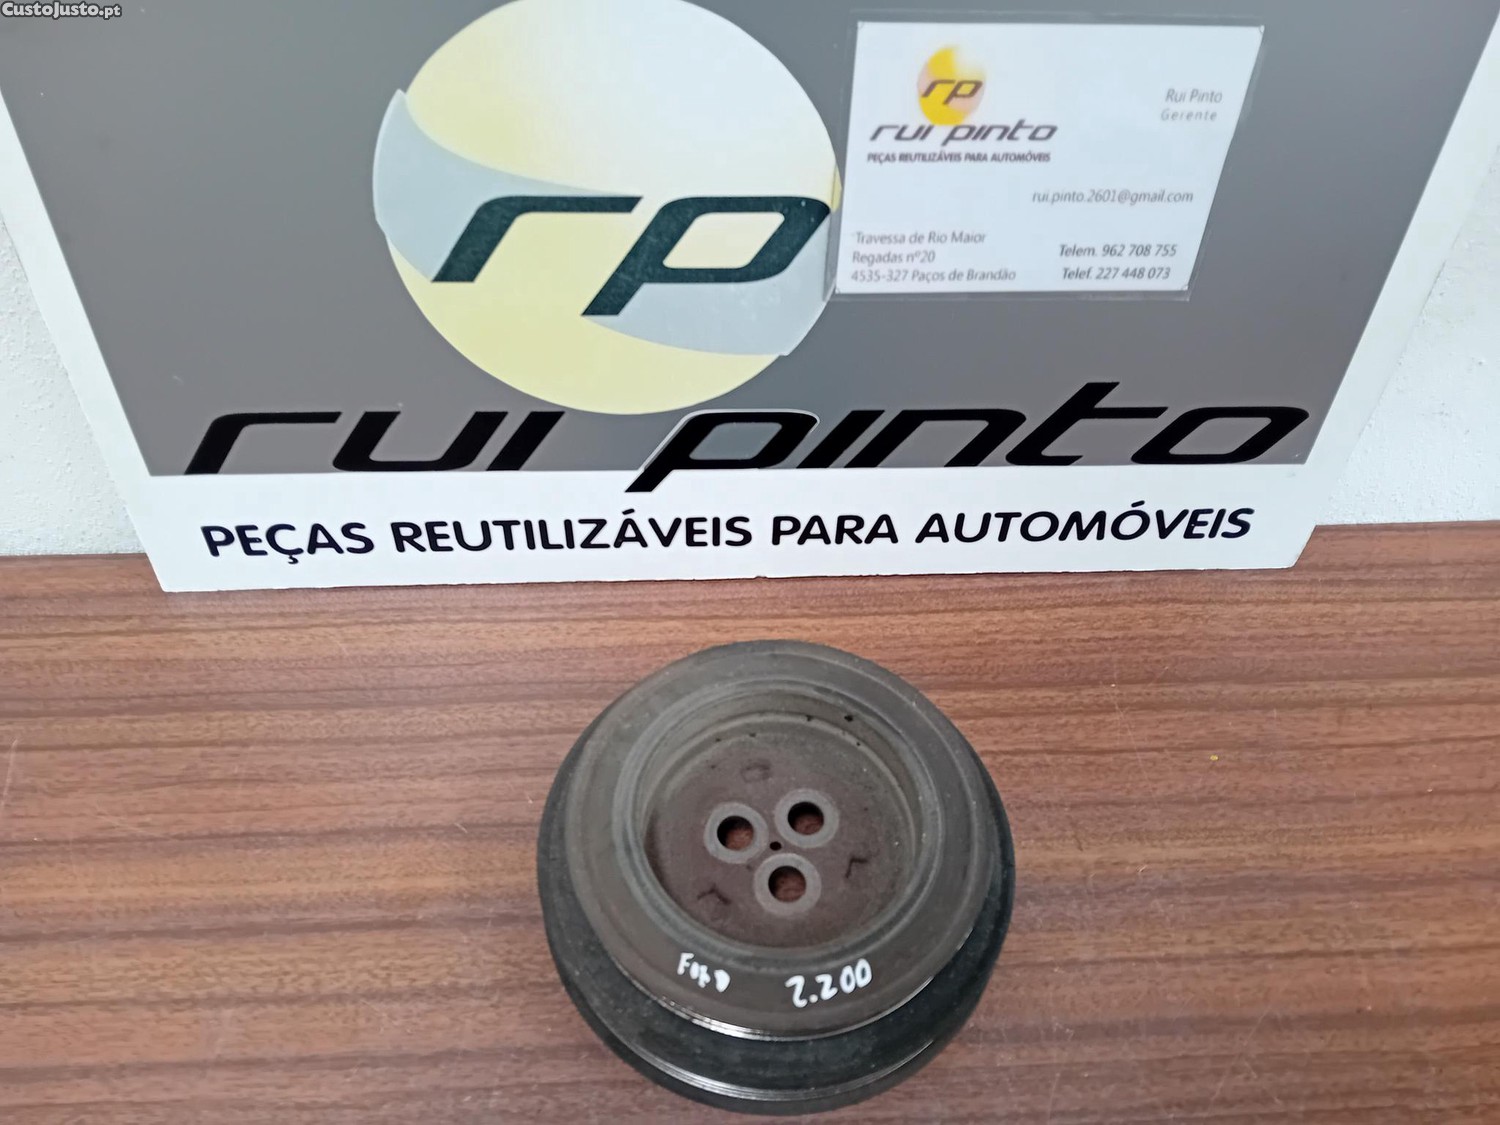 CustoJusto.pt
rp
rui pinto
PEÇAS REUTILIZÁVEIS PARA AUTOMÓVEIS
Rui Pinto
Gerente
rui.pinto.2601@gmail.com
Travessa de Rio Maior
Regadas nº20
4535-327 Paços de Brandão
Telem. 962 708 755
Telef. 227 448 073
rp
rui pinto
PEÇAS REUTILIZÁVEIS PARA AUTOMÓVEIS
FORD 2.200